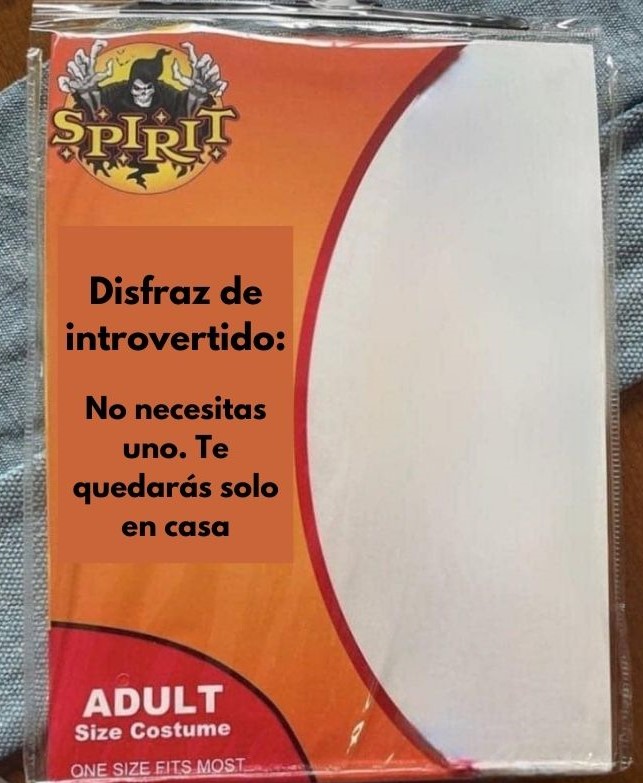 SPIRIT
Disfraz de
introvertido:
No necesitas
uno. Te
quedarás solo
en casa
ADULT
Size Costume
ONE SIZE FITS MOST